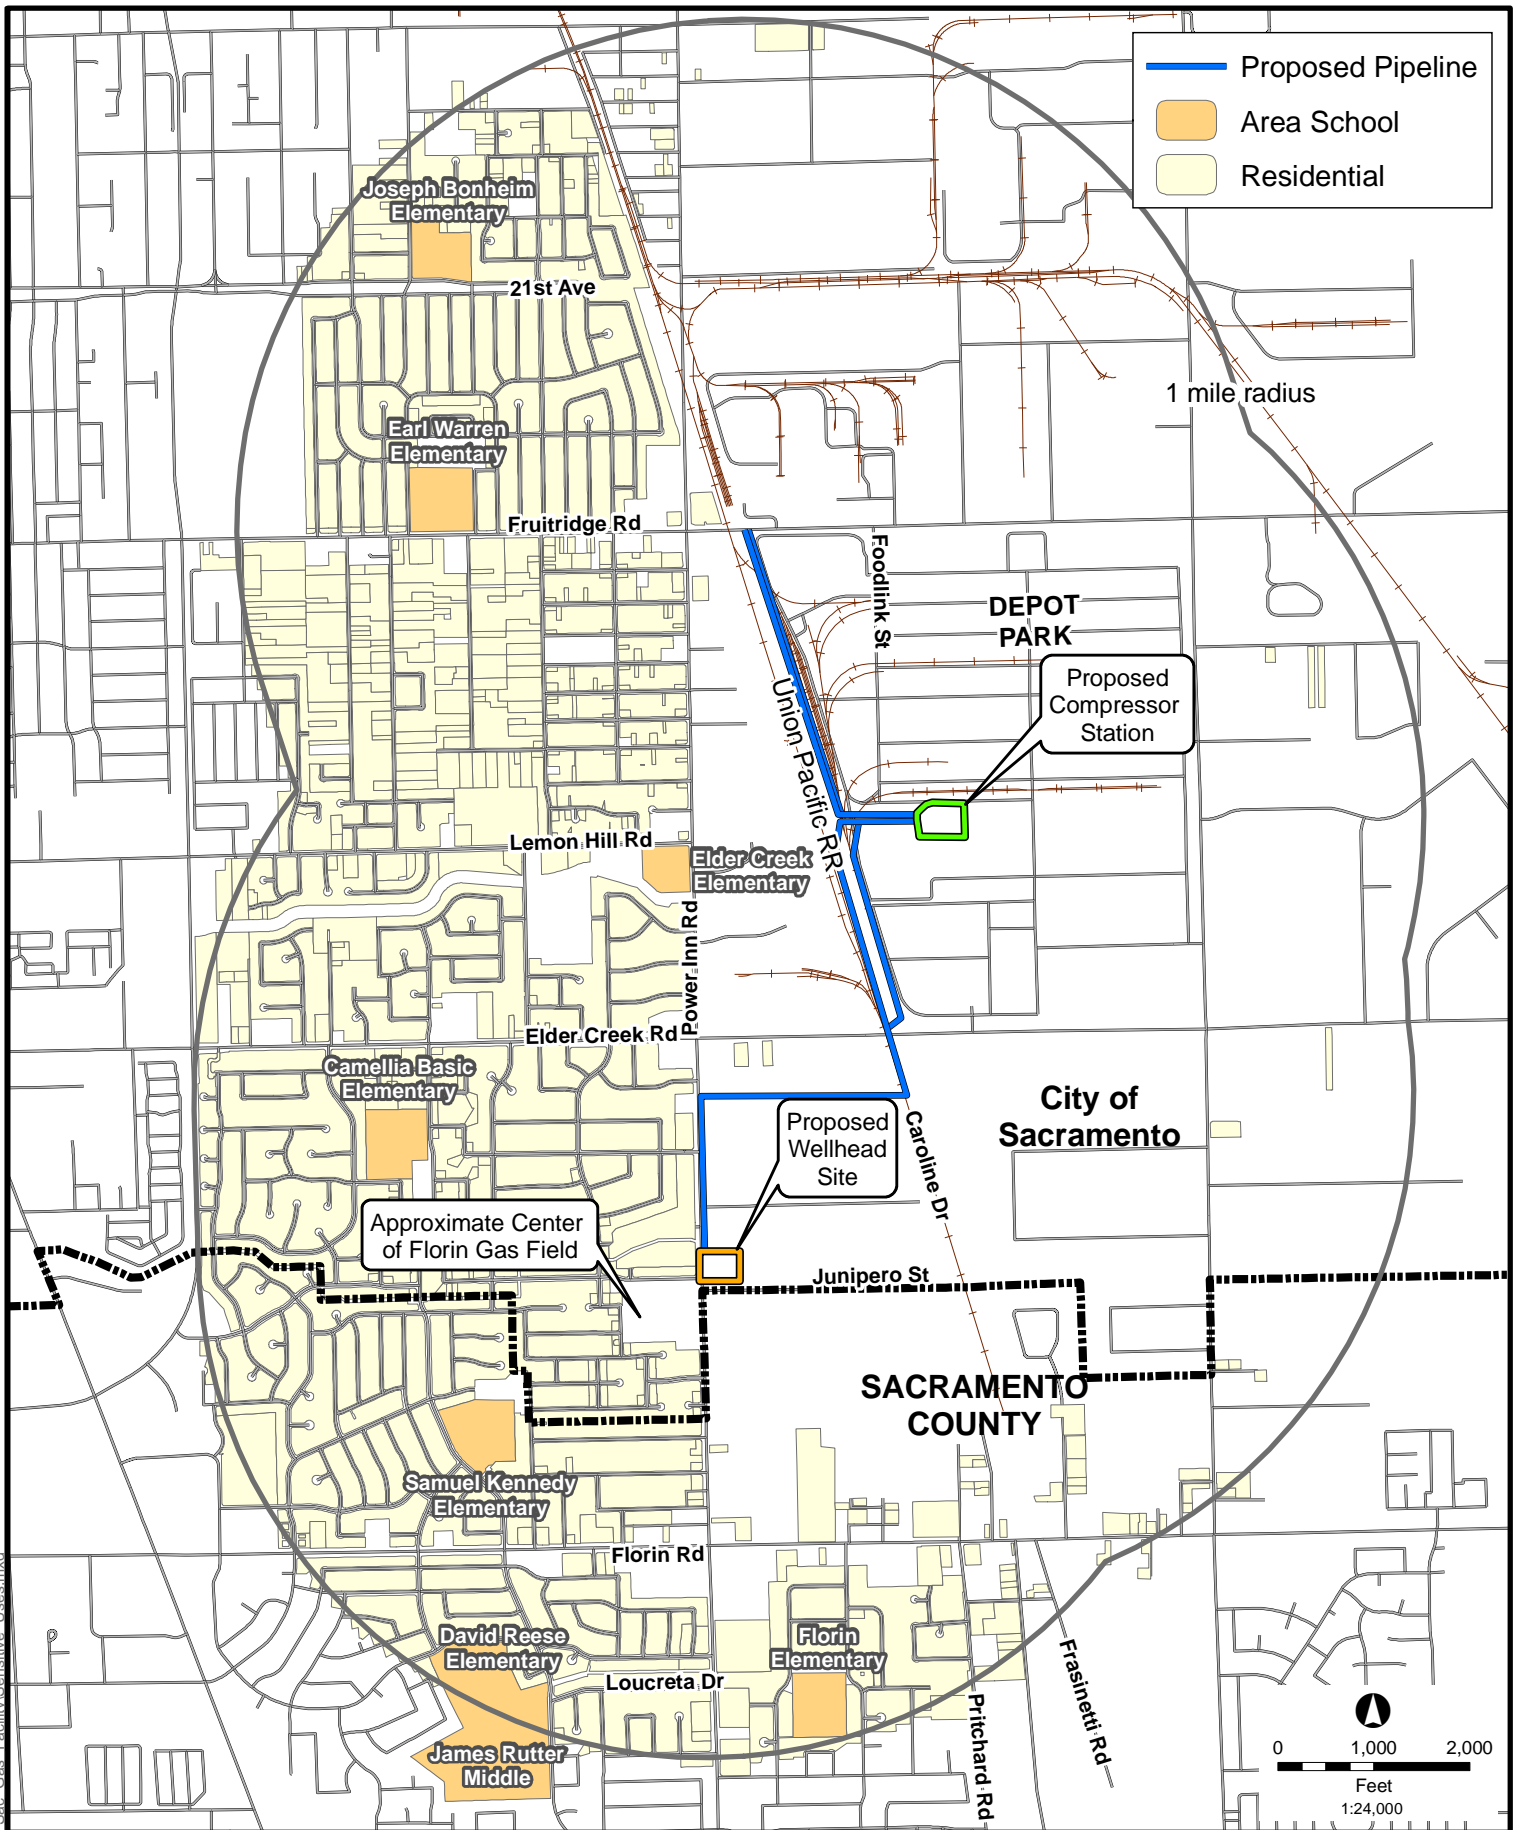 Proposed Pipeline
Area School
Residential
Joseph Bonheim
Elementary
21st Ave
1 mile radius
Earl Warren
Elementary
Fruitridge Rd
Foodlink St
DEPOT
PARK
Proposed
Compressor
Station
Union Pacific RR
Lemon Hill Rd
Elder Creek
Elementary
Power Inn Rd
Elder Creek Rd
Camellia Basic
Elementary
City of
Sacramento
Proposed
Wellhead
Site
Caroline Dr
Approximate Center
of Florin Gas Field
Junipero St
SACRAMENTO
COUNTY
Samuel Kennedy
Elementary
Florin Rd
David Reese
Elementary
Florin
Elementary
Loucreta Dr
Frasinetti Rd
Pritchard Rd
James Rutter
Middle
0 1,000 2,000
Feet
1:24,000